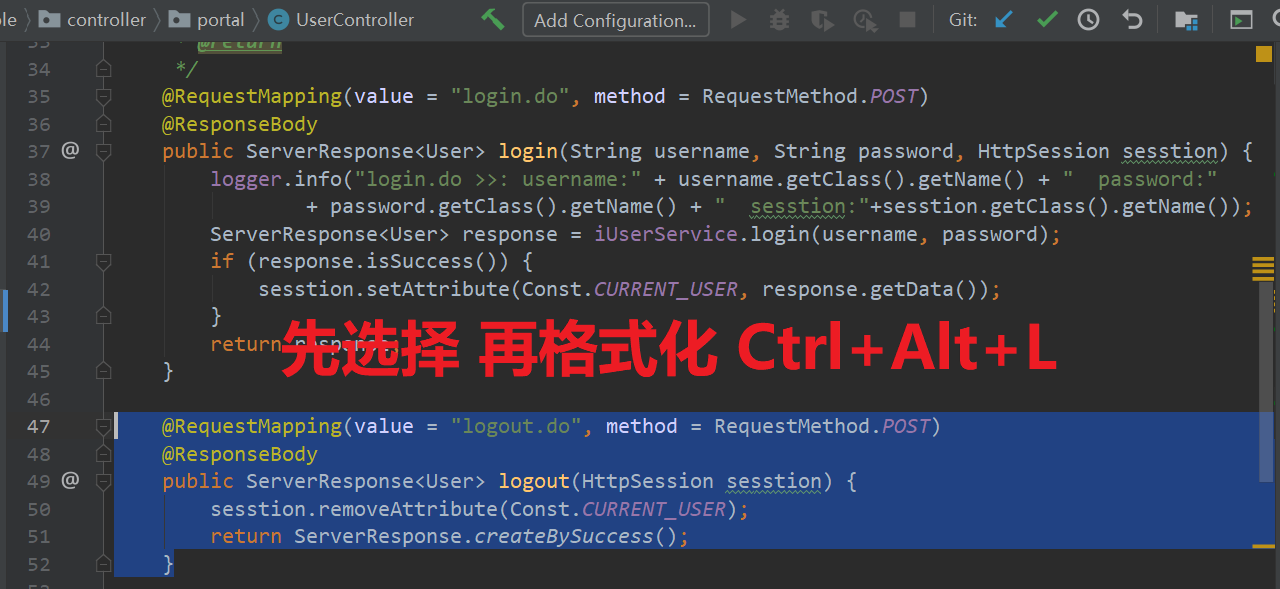 le controller portal UserController Add Configuration... Git:
33 @return
34 */
35 @RequestMapping(value = "login.do", method = RequestMethod.POST)
36 @ResponseBody
37 @ public ServerResponse<User> login(String username, String password, HttpSession sesstion) {
38 logger.info("login.do >>: username:" + username.getClass().getName() + "  password:"
39 + password.getClass().getName() + "  sesstion:"+sesstion.getClass().getName());
40 ServerResponse<User> response = iUserService.login(username, password);
41 if (response.isSuccess()) {
42 sesstion.setAttribute(Const.CURRENT_USER, response.getData());
43 }
先选择 再格式化 Ctrl+Alt+L
44 return response;
45 }
46
47 @RequestMapping(value = "logout.do", method = RequestMethod.POST)
48 @ResponseBody
49 @ public ServerResponse<User> logout(HttpSession sesstion) {
50 sesstion.removeAttribute(Const.CURRENT_USER);
51 return ServerResponse.createBySuccess();
52 }